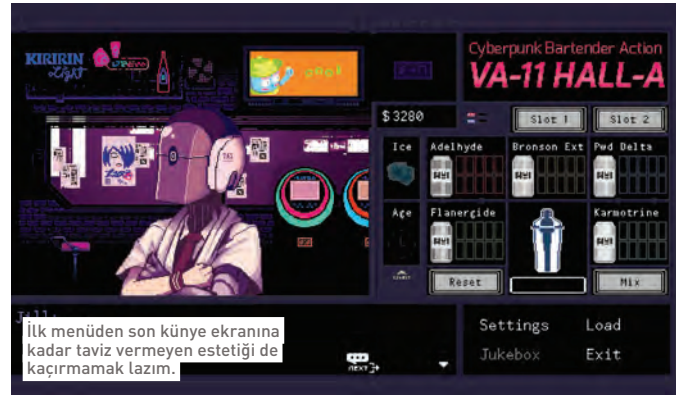 KIRIRIN
Light
Cyberpunk Bartender Action
VA-11 HALL-A
$3280
Slot 1 Slot 2
Ice Adelhyde Bronson Ext Pwd Delta
Age Flanergide Karmotrine
Reset Mix
Jill:
İlk menüden son künye ekranına
kadar taviz vermeyen estetiği de
kaçırmamak lazım.
NEXT
Settings Load
Jukebox Exit